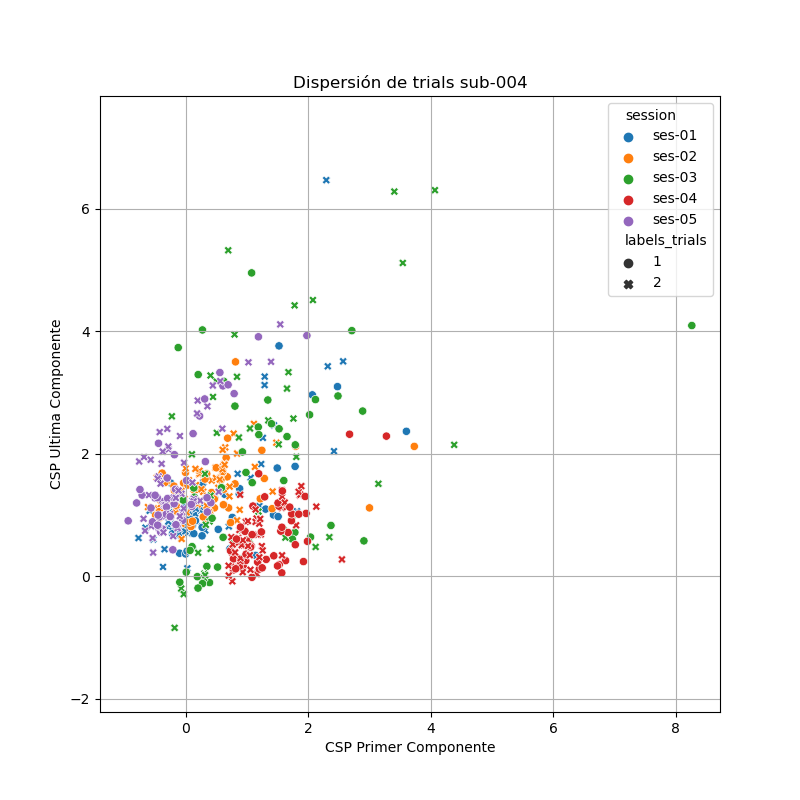 Dispersión de trials sub-004
session
ses-01
ses-02
ses-03
ses-04
ses-05
labels_trials
1
2
CSP Ultima Componente
6
4
2
0
−2
0 2 4 6 8
CSP Primer Componente